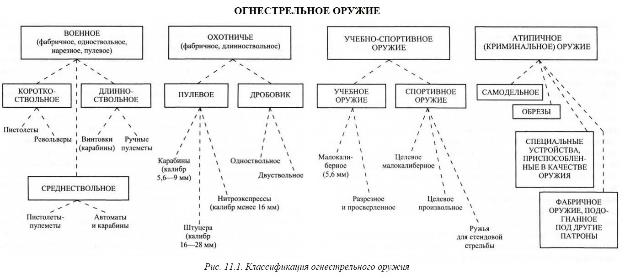 ОГНЕСТРЕЛЬНОЕ ОРУЖИЕ
ВОЕННОЕ
(фабричное, одноствольное,
нарезное, пулевое)
КОРОТКО-
СТВОЛЬНОЕ
ДЛИННО-
СТВОЛЬНОЕ
Пистолеты
Револьверы
Винтовки
(карабины)
Ручные
пулеметы
СРЕДНЕСТВОЛЬНОЕ
Пистолеты-
пулеметы
Автоматы
и карабины
ОХОТНИЧЬЕ
(фабричное, длинноствольное)
ПУЛЕВОЕ
ДРОБОВИК
Карабины
(калибр
5,6—9 мм)
Штуцера
(калибр
16—28 мм)
Нитроэкспрессы
(калибр менее 16 мм)
Одноствольное
Двуствольное
УЧЕБНО-СПОРТИВНОЕ
ОРУЖИЕ
УЧЕБНОЕ
ОРУЖИЕ
СПОРТИВНОЕ
ОРУЖИЕ
Малокали-
берное
(5,6 мм)
Разрезное
и просверленное
Целевое
малокалиберное
Целевое
произвольное
Ружья
для стендовой
стрельбы
АТИПИЧНОЕ
(КРИМИНАЛЬНОЕ) ОРУЖИЕ
САМОДЕЛЬНОЕ
ОБРЕЗЫ
СПЕЦИАЛЬНЫЕ
УСТРОЙСТВА,
ПРИСПОСОБЛЕН-
НЫЕ В КАЧЕСТВЕ
ОРУЖИЯ
ФАБРИЧНОЕ
ОРУЖИЕ, ПОДО-
ГНАННОЕ
ПОД ДРУГИЕ
ПАТРОНЫ
Рис. 11.1. Классификация огнестрельного оружия